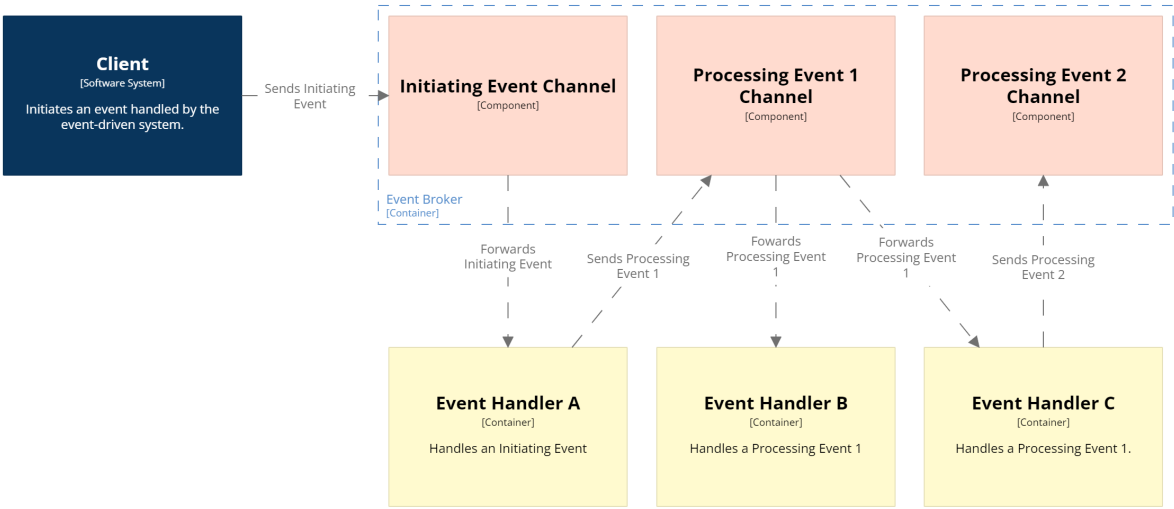 Client
[Software System]
Initiates an event handled by the
event-driven system.
Sends Initiating
Event
Initiating Event Channel
[Component]
Processing Event 1
Channel
[Component]
Processing Event 2
Channel
[Component]
Event Broker
[Container]
Forwards
Initiating Event
Sends Processing
Event 1
Fowards
Processing Event
1
Forwards
Processing Event
1
Sends Processing
Event 2
Event Handler A
[Container]
Handles an Initiating Event
Event Handler B
[Container]
Handles a Processing Event 1
Event Handler C
[Container]
Handles a Processing Event 1.